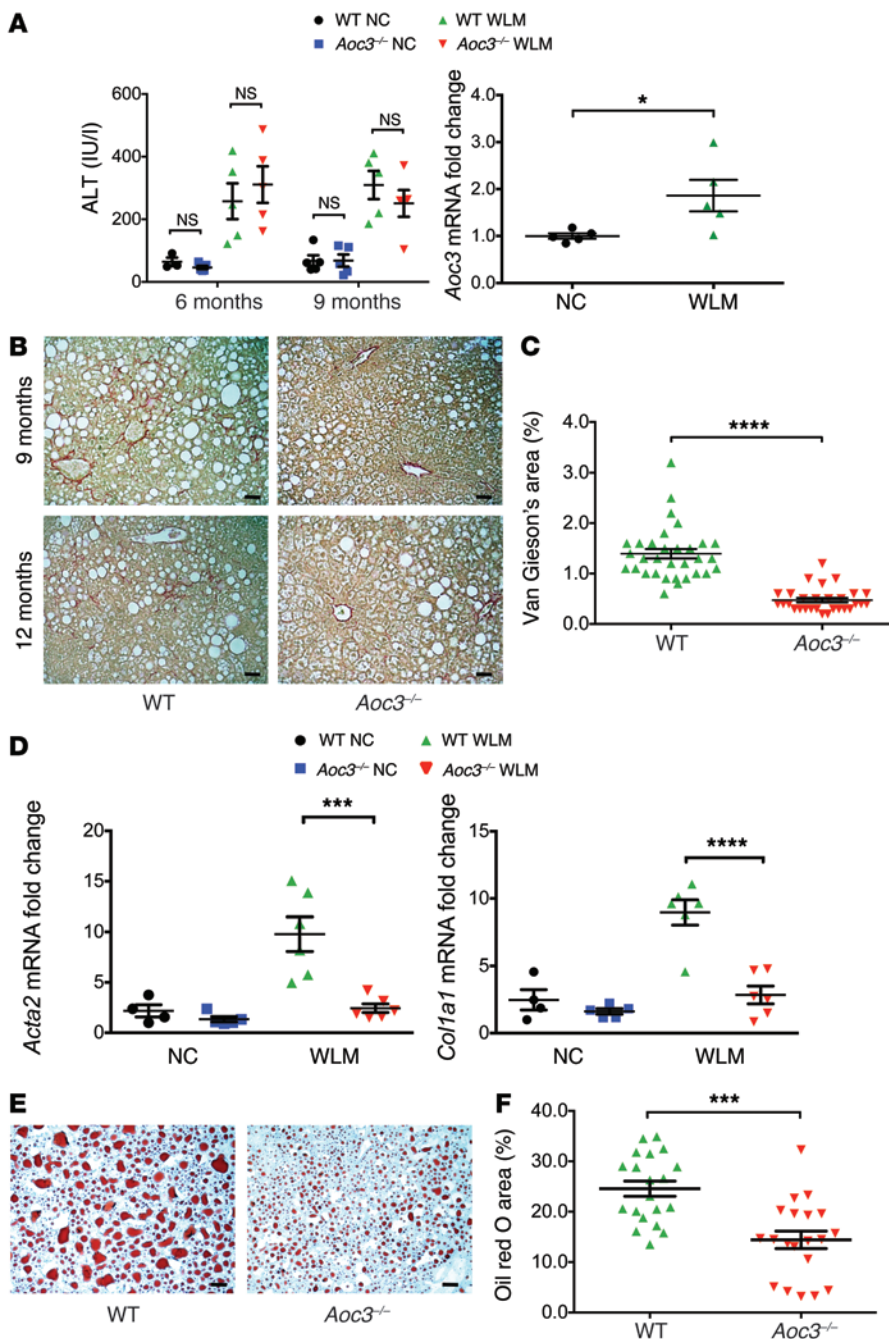 A
WT NC
WT WLM
Aoc3–/– NC
Aoc3–/– WLM
ALT (IU/l)
600
400
200
0
NS
NS
NS
NS
6 months
9 months
Aoc3 mRNA fold change
4.0
3.0
2.0
1.0
0.0
*
NC
WLM
B
9 months
12 months
WT
Aoc3–/–
C
Van Gieson's area (%)
4.0
3.0
2.0
1.0
0.0
****
WT
Aoc3–/–
D
WT NC
WT WLM
Aoc3–/– NC
Aoc3–/– WLM
Acta2 mRNA fold change
20
15
10
5
0
***
NC
WLM
Col1a1 mRNA fold change
15
10
5
0
****
NC
WLM
E
WT
Aoc3–/–
F
Oil red O area (%)
40.0
30.0
20.0
10.0
0.0
***
WT
Aoc3–/–